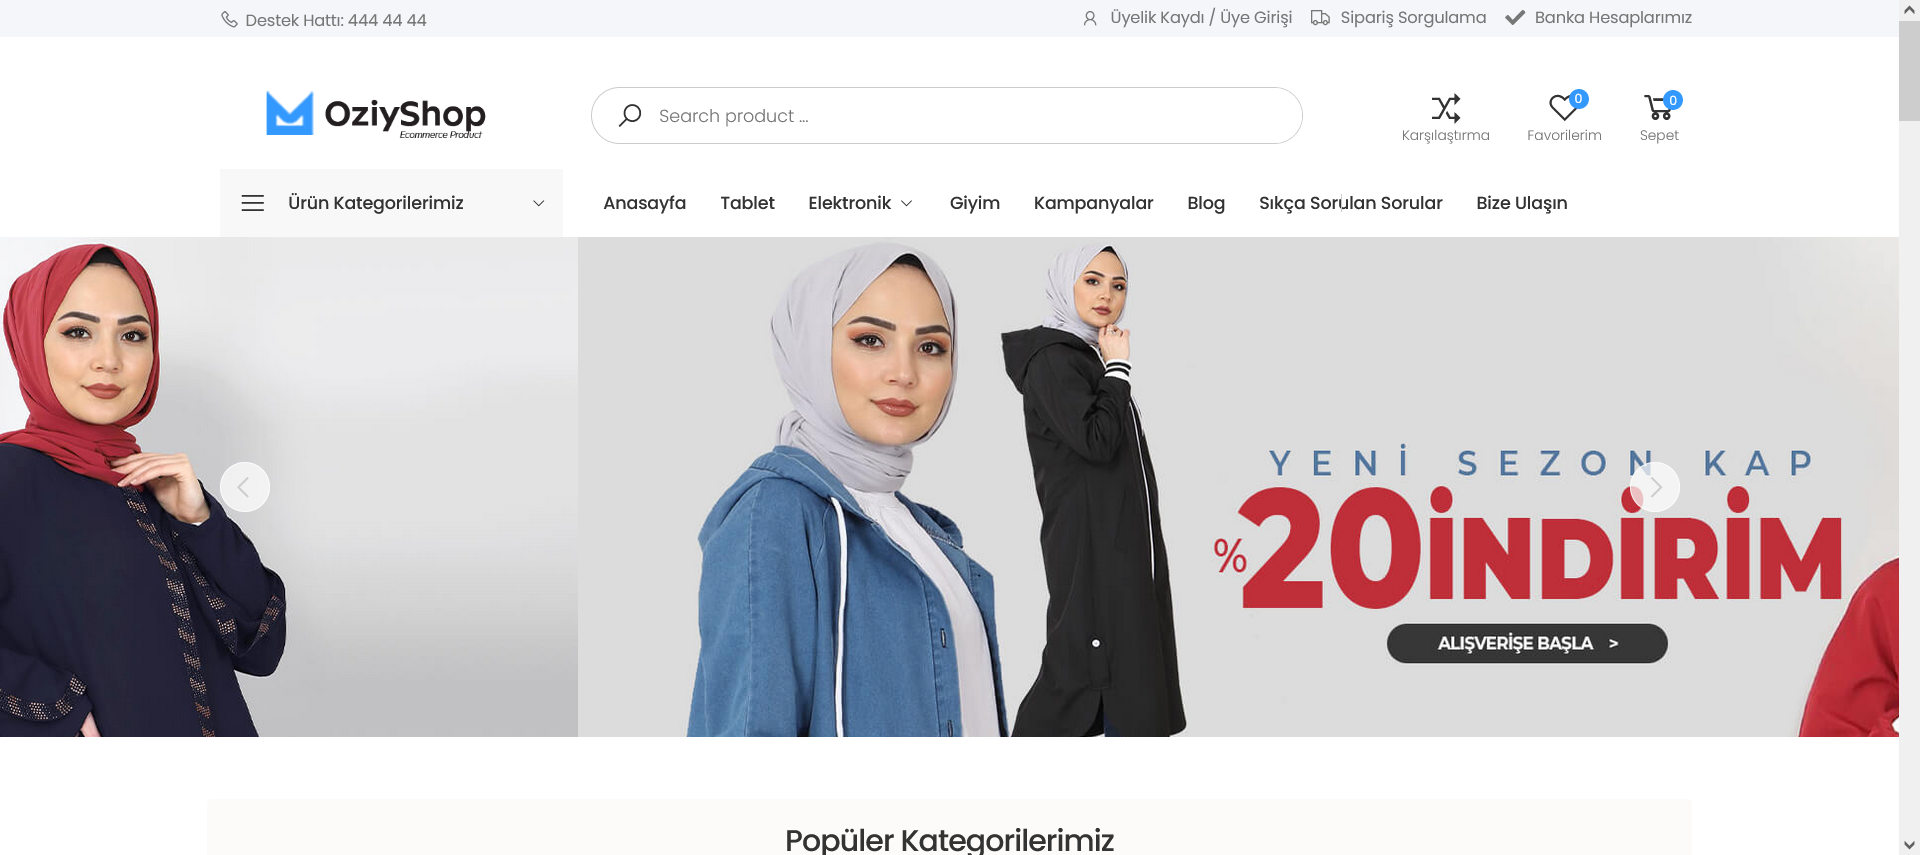 Destek Hattı: 444 44 44
Üyelik Kaydı / Üye Girişi
Sipariş Sorgulama
Banka Hesaplarımız
OziyShop
Ecommerce Product
Search product ...
Karşılaştırma
0
Favorilerim
0
Sepet
Ürün Kategorilerimiz
Anasayfa
Tablet
Elektronik
Giyim
Kampanyalar
Blog
Sıkça Sorulan Sorular
Bize Ulaşın
YENİ SEZON KAP
%20İNDİRİM
ALIŞVERİŞE BAŞLA >
Popüler Kategorilerimiz